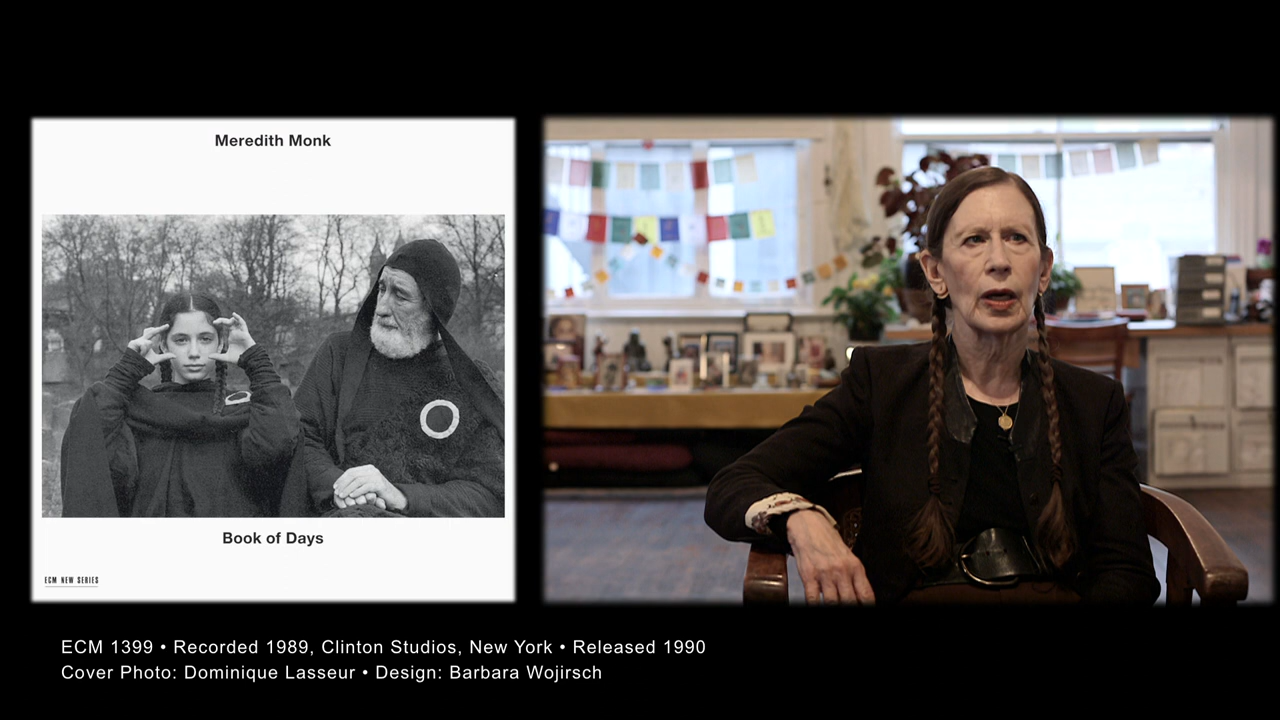 Meredith Monk
Book of Days
ECM NEW SERIES
ECM 1399 • Recorded 1989, Clinton Studios, New York • Released 1990
Cover Photo: Dominique Lasseur • Design: Barbara Wojirsch